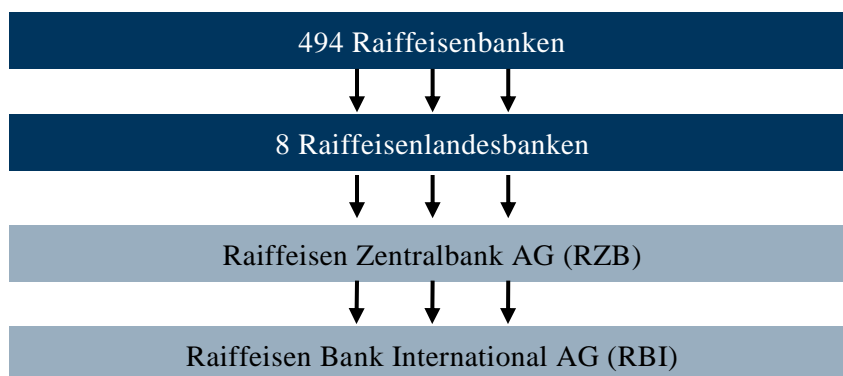 494 Raiffeisenbanken
8 Raiffeisenlandesbanken
Raiffeisen Zentralbank AG (RZB)
Raiffeisen Bank International AG (RBI)